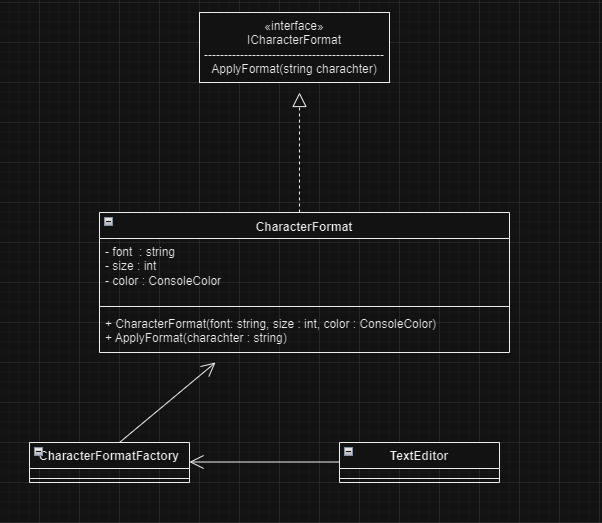 «interface»
ICharacterFormat
ApplyFormat(string charachter)
CharacterFormat
- font : string
- size : int
- color : ConsoleColor
+ CharacterFormat(font: string, size : int, color : ConsoleColor)
+ ApplyFormat(charachter : string)
CharacterFormatFactory
TextEditor